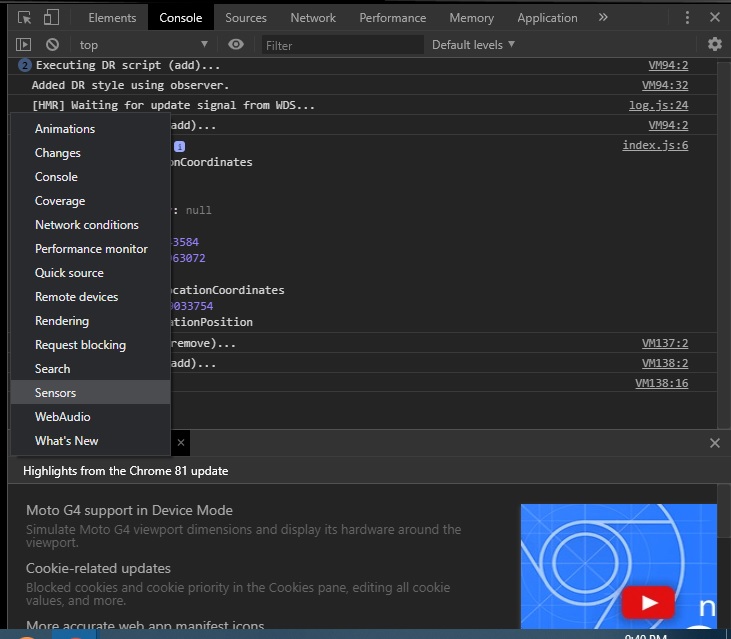 Elements Console Sources Network Performance Memory Application »
top ▼ Filter Default levels ▼
2 Executing DR script (add)... VM94:2
Added DR style using observer. VM94:32
[HMR] Waiting for update signal from WDS... log.js:24
add)... VM94:2
i index.js:6
nCoordinates
: null
3584
63072
cationCoordinates
033754
ationPosition
remove)... VM137:2
add)... VM138:2
VM138:16
Animations
Changes
Console
Coverage
Network conditions
Performance monitor
Quick source
Remote devices
Rendering
Request blocking
Search
Sensors
WebAudio
What's New
Highlights from the Chrome 81 update
Moto G4 support in Device Mode
Simulate Moto G4 viewport dimensions and display its hardware around the
viewport.
Cookie-related updates
Blocked cookies and cookie priority in the Cookies pane, editing all cookie
values, and more.
More accurate web app manifest icons
n
9:40 PM